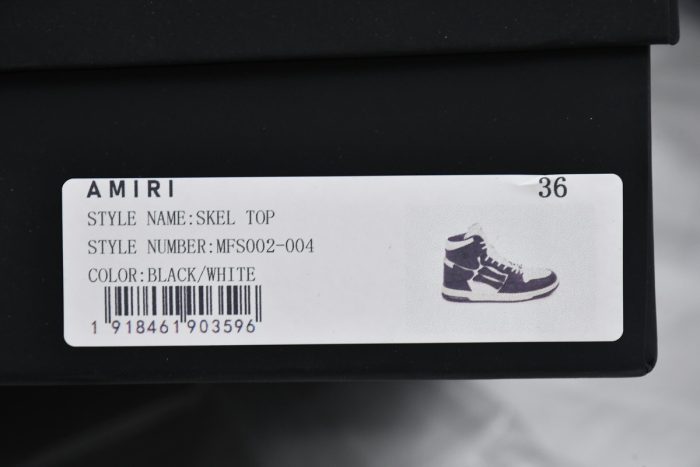 AMIRI 36
STYLE NAME:SKEL TOP
STYLE NUMBER:MFS002-004
COLOR:BLACK/WHITE
1 918461 903596